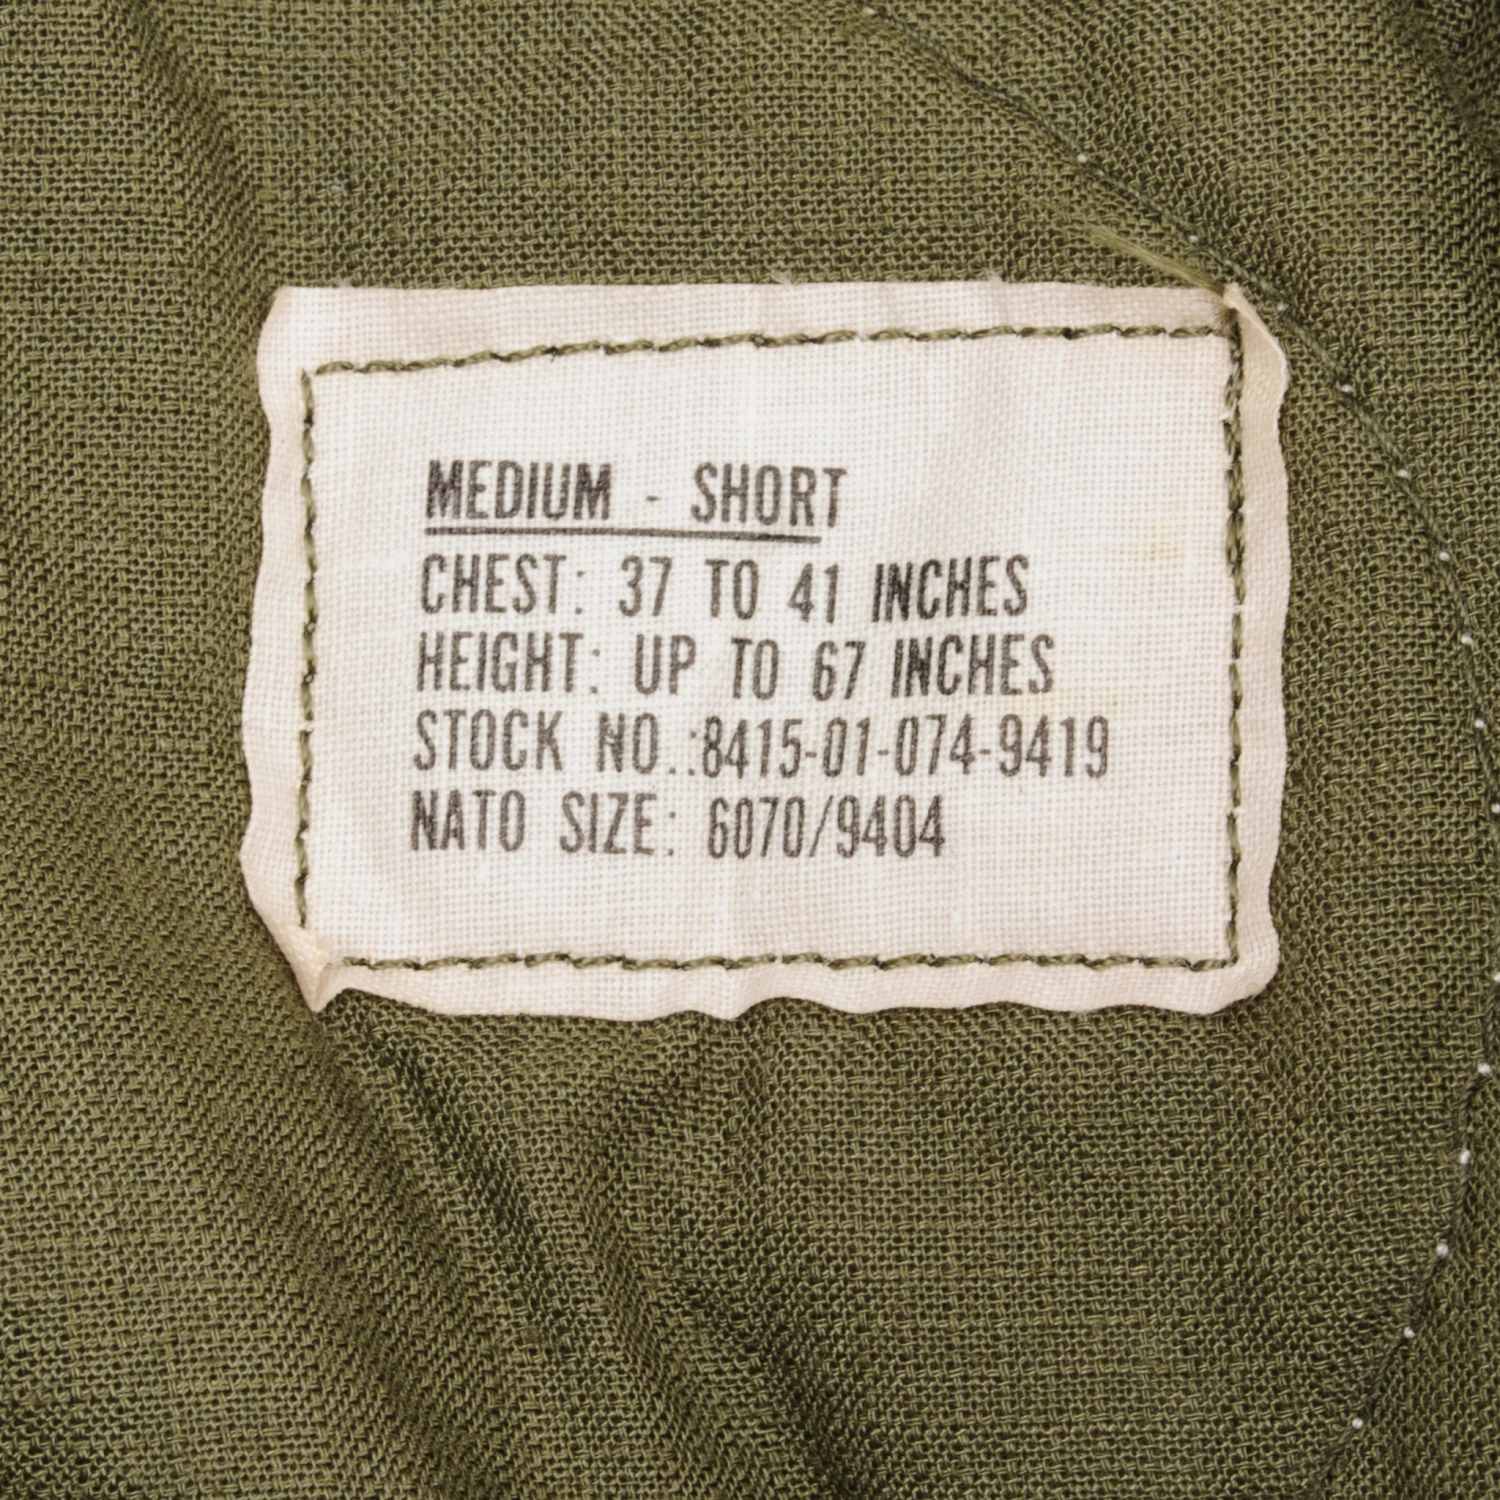 MEDIUM - SHORT
CHEST: 37 TO 41 INCHES
HEIGHT: UP TO 67 INCHES
STOCK NO.:8415-01-074-9419
NATO SIZE: 6070/9404